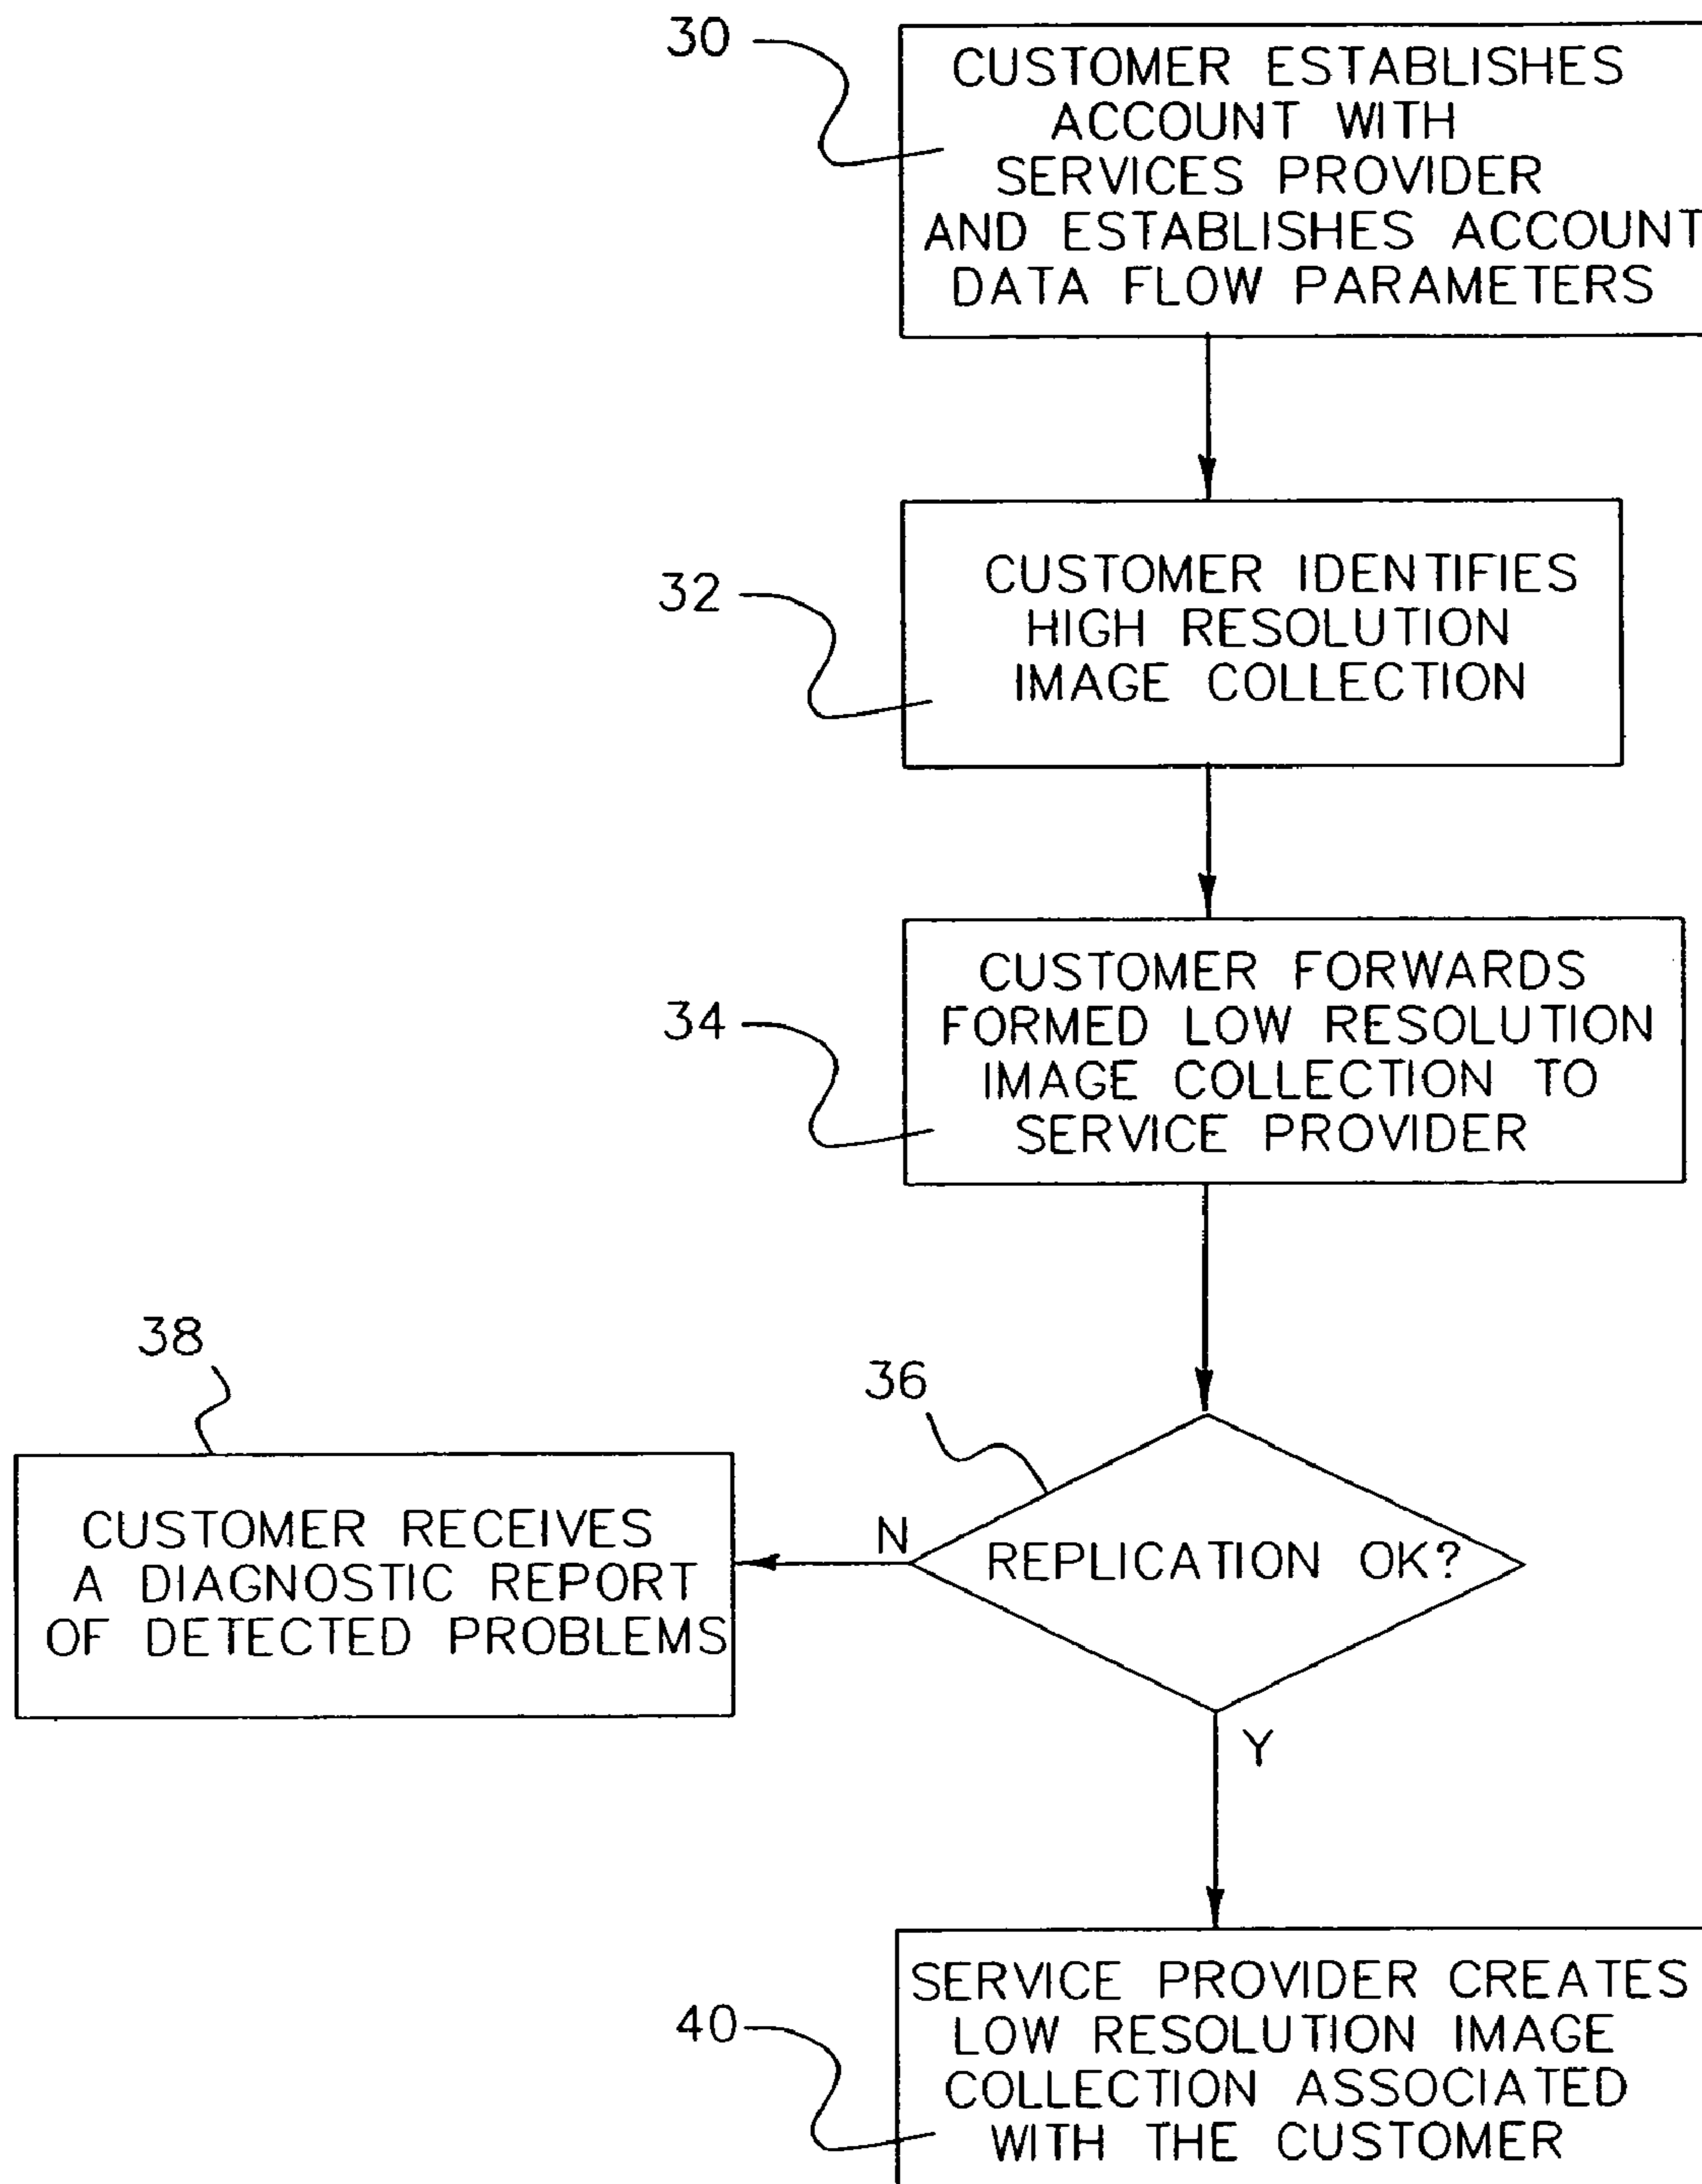 30
CUSTOMER ESTABLISHES
ACCOUNT WITH
SERVICES PROVIDER
AND ESTABLISHES ACCOUNT
DATA FLOW PARAMETERS
32
CUSTOMER IDENTIFIES
HIGH RESOLUTION
IMAGE COLLECTION
34
CUSTOMER FORWARDS
FORMED LOW RESOLUTION
IMAGE COLLECTION TO
SERVICE PROVIDER
36
REPLICATION OK?
N
38
CUSTOMER RECEIVES
A DIAGNOSTIC REPORT
OF DETECTED PROBLEMS
Y
40
SERVICE PROVIDER CREATES
LOW RESOLUTION IMAGE
COLLECTION ASSOCIATED
WITH THE CUSTOMER